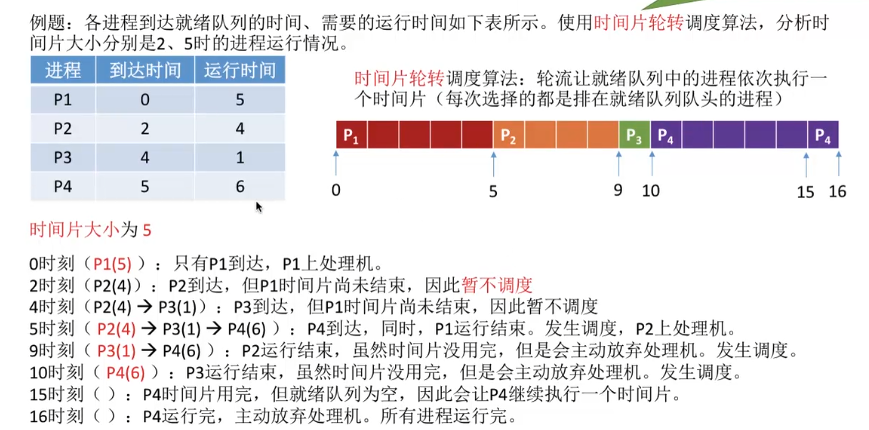 例题：各进程到达就绪队列的时间、需要的运行时间如下表所示。使用时间片轮转调度算法，分析时
间片大小分别是2、5时的进程运行情况。
进程 到达时间 运行时间
P1 0 5
P2 2 4
P3 4 1
P4 5 6
时间片轮转调度算法：轮流让就绪队列中的进程依次执行一
个时间片（每次选择的都是排在就绪队列队头的进程）
P1 P2 P3 P4 P4
0 5 9 10 15 16
时间片大小为 5
0时刻（P1(5)）：只有P1到达，P1上处理机。
2时刻（P2(4)）：P2到达，但P1时间片尚未结束，因此暂不调度
4时刻（P2(4) → P3(1)）：P3到达，但P1时间片尚未结束，因此暂不调度
5时刻（ P2(4) → P3(1) → P4(6) ）：P4到达，同时，P1运行结束。发生调度，P2上处理机。
9时刻（ P3(1) → P4(6) ）：P2运行结束，虽然时间片没用完，但是会主动放弃处理机。发生调度。
10时刻（ P4(6) ）：P3运行结束，虽然时间片没用完，但是会主动放弃处理机。发生调度。
15时刻（ ）：P4时间片用完，但就绪队列为空，因此会让P4继续执行一个时间片。
16时刻（ ）：P4运行完，主动放弃处理机。所有进程运行完。